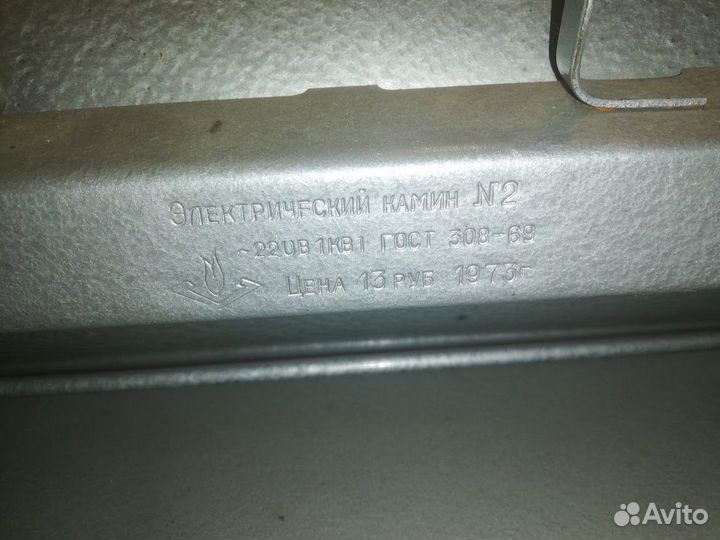 Электрический камин №2
~220В 1кВт ГОСТ 308-69
Цена 13 руб 1973г
Avito